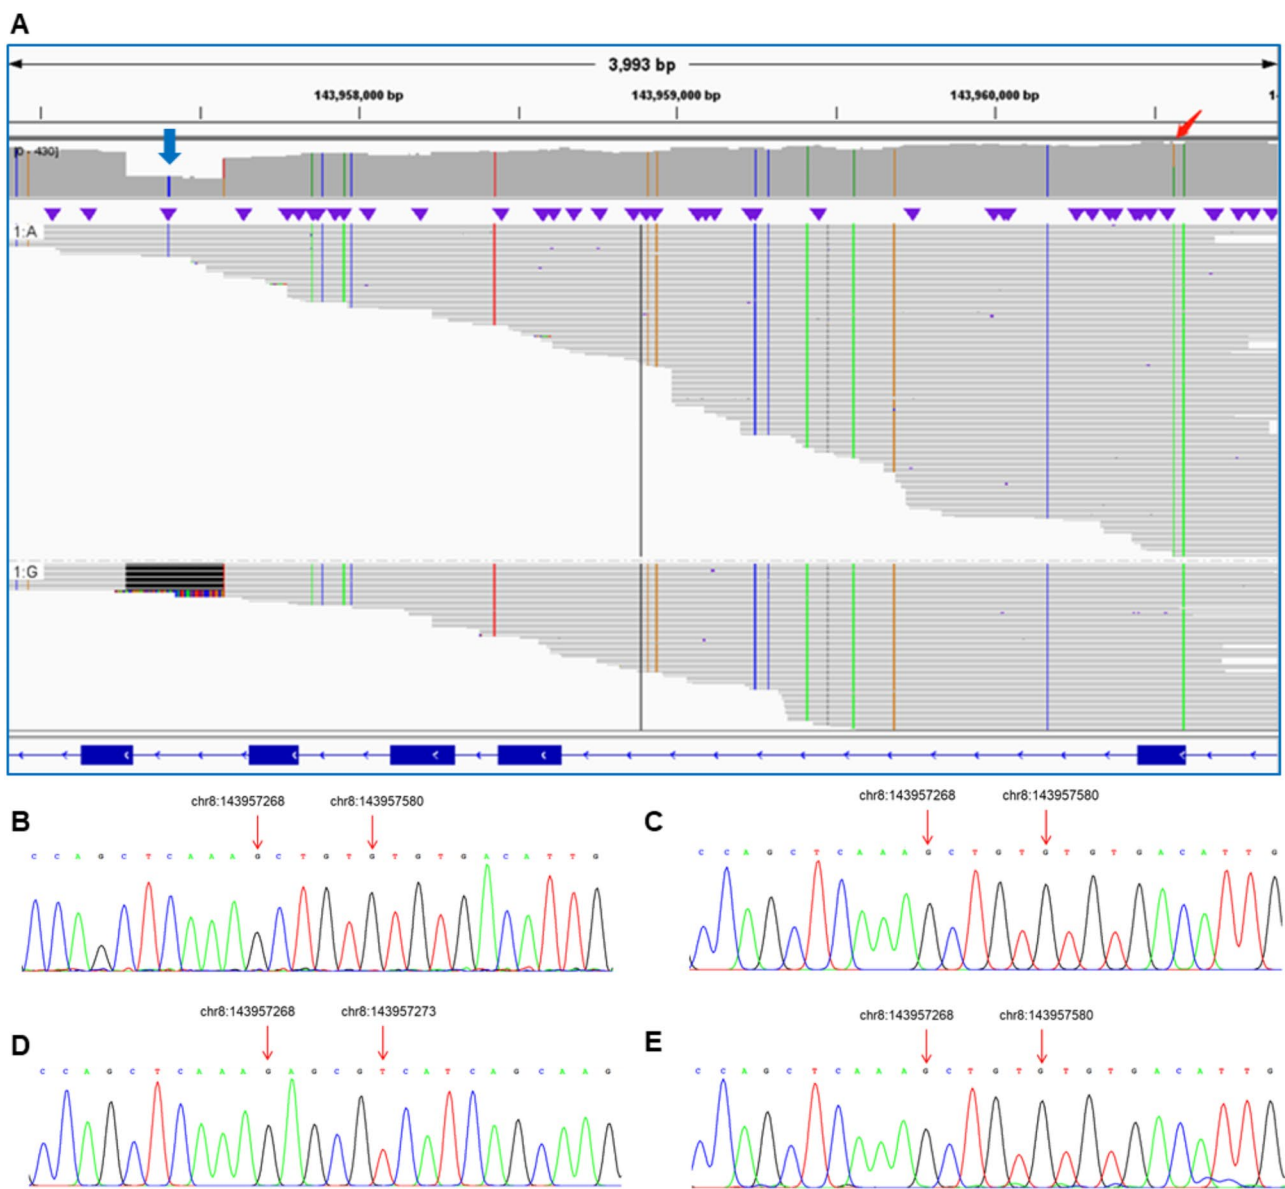 A
3,993 bp
143,958,000 bp 143,959,000 bp 143,960,000 bp 1
[0 - 430]
1:A
1:G
B
chr8:143957268 chr8:143957580
C C A G C T C A A A G C T G T G T G T G A C A T T G
C
chr8:143957268 chr8:143957580
C C A G C T C A A A G C T G T G T G T G A C A T T G
D
chr8:143957268 chr8:143957273
C C A G C T C A A A G A G C G T C A T C A G C A A G
E
chr8:143957268 chr8:143957580
C C A G C T C A A A G C T G T G T G T G A C A T T G